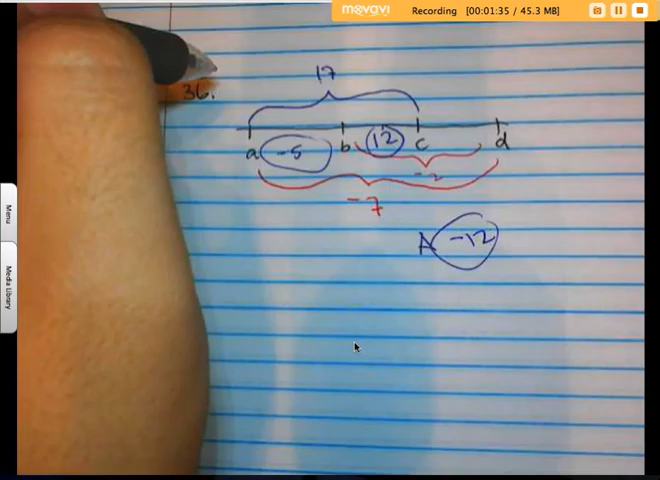 movavi Recording [00:01:35 / 45.3 MB]
Menu
Media Library
36.
17
a -5 b 12 c d
-2
-7
A -12